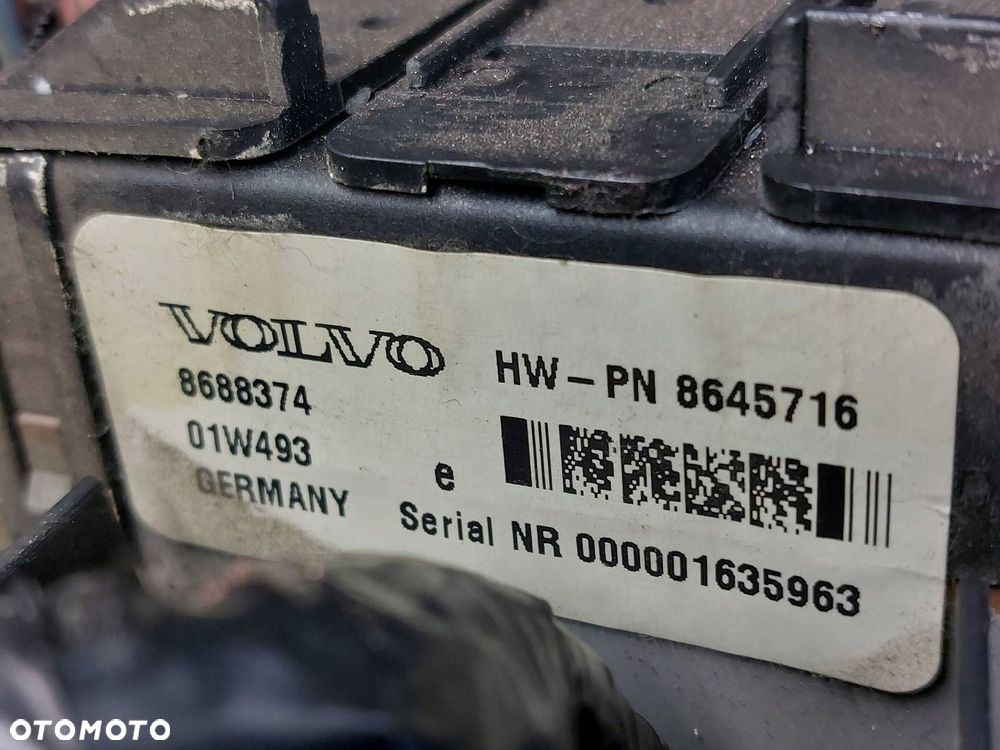 VOLVO
8688374
01W493
GERMANY
e
HW-PN 8645716
Serial NR 000001635963
OTOMOTO